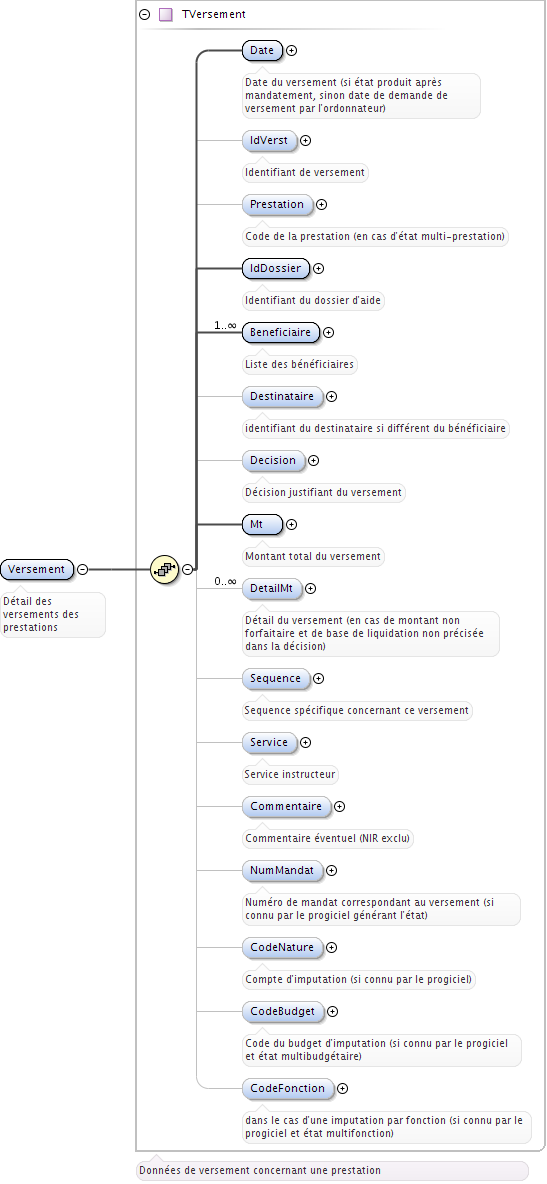 TVersement
Date
Date du versement (si état produit après
mandatement, sinon date de demande de
versement par l'ordonnateur)
IdVerst
Identifiant de versement
Prestation
Code de la prestation (en cas d'état multi-prestation)
IdDossier
Identifiant du dossier d'aide
1..∞
Beneficiaire
Liste des bénéficiaires
Destinataire
identifiant du destinataire si différent du bénéficiaire
Decision
Décision justifiant du versement
Mt
Montant total du versement
Versement
Détail des
versements des
prestations
0..∞
DetailMt
Détail du versement (en cas de montant non
forfaitaire et de base de liquidation non précisée
dans la décision)
Sequence
Sequence spécifique concernant ce versement
Service
Service instructeur
Commentaire
Commentaire éventuel (NIR exclu)
NumMandat
Numéro de mandat correspondant au versement (si
connu par le progiciel générant l'état)
CodeNature
Compte d'imputation (si connu par le progiciel)
CodeBudget
Code du budget d'imputation (si connu par le progiciel
et état multibudgétaire)
CodeFonction
dans le cas d'une imputation par fonction (si connu par le
progiciel et état multifonction)
Données de versement concernant une prestation